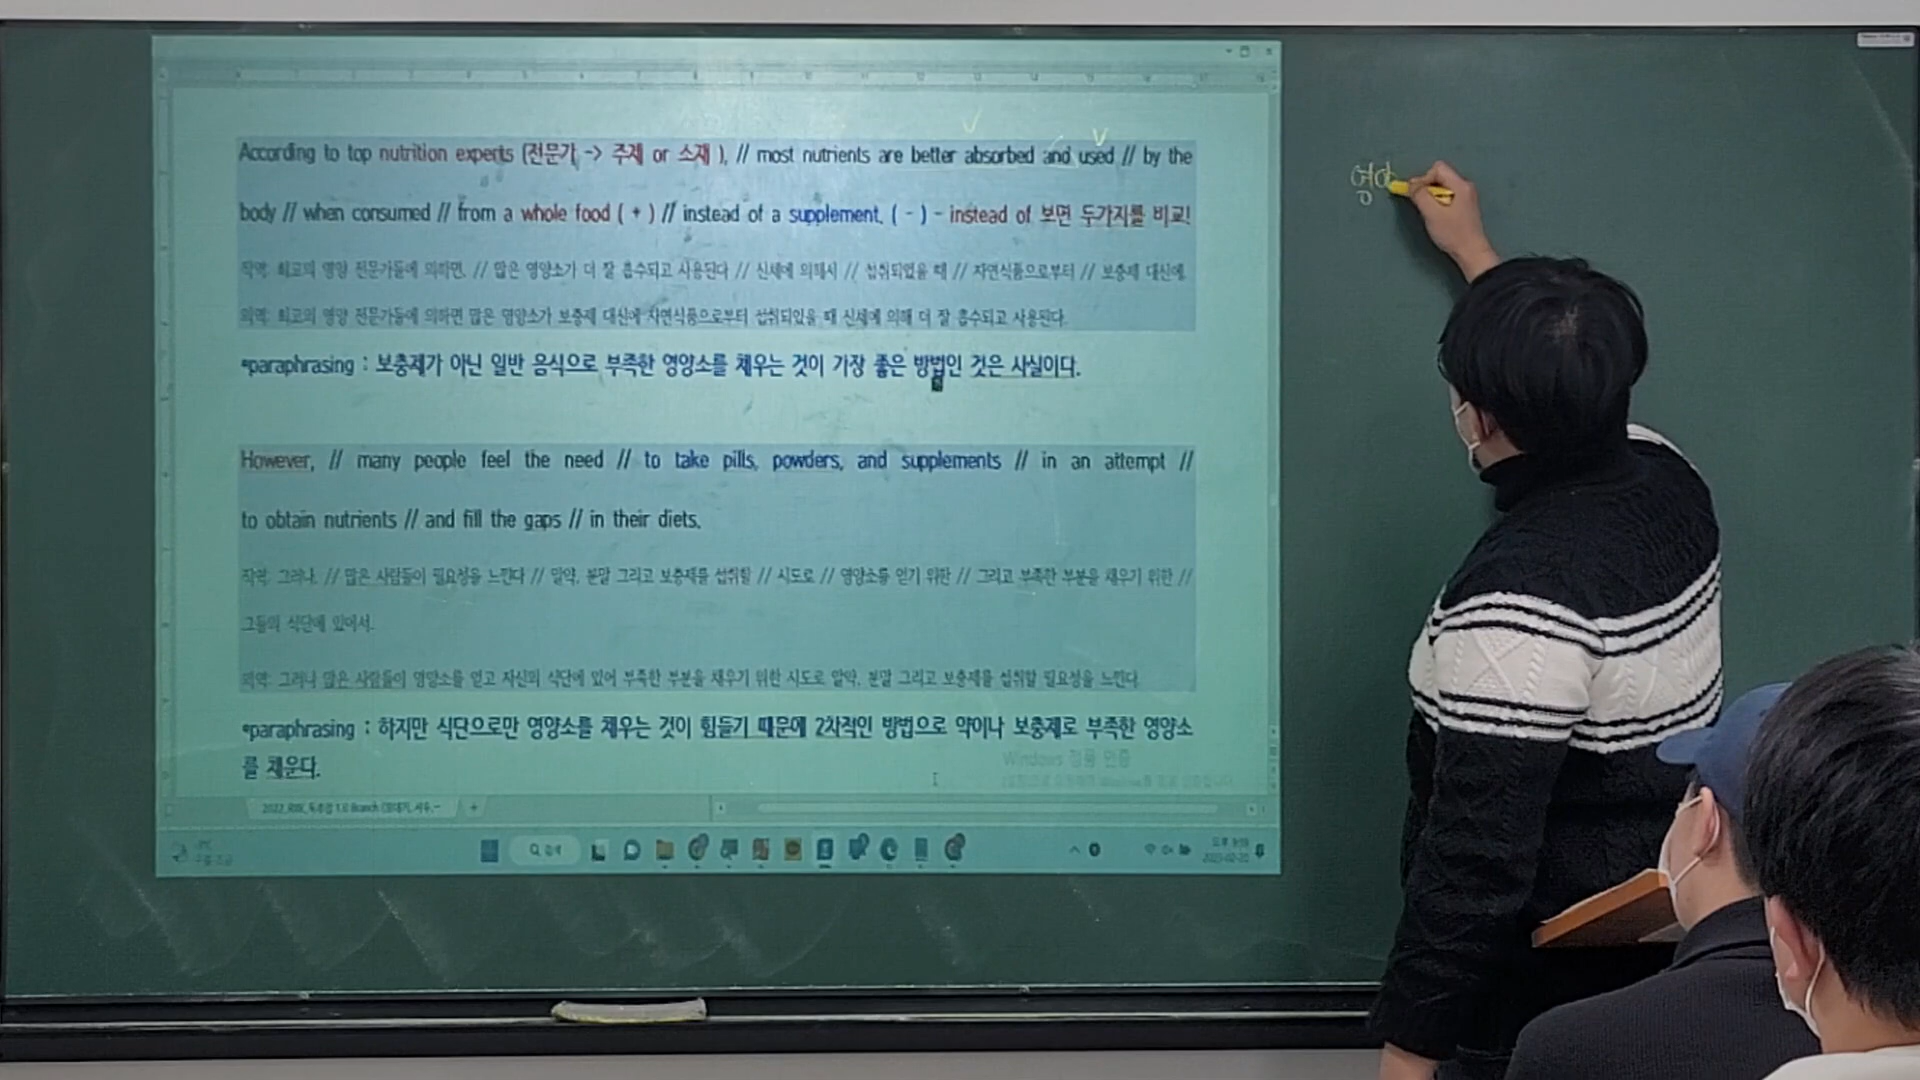 According to top nutrition experts (전문가 -> 주제 or 소재 ), // most nutrients are better absorbed and used // by the
body // when consumed // from a whole food ( + ) // instead of a supplement. ( - ) - instead of 보면 두가지를 비교!
직역: 최고의 영양 전문가들에 의하면, // 많은 영양소가 더 잘 흡수되고 사용된다 // 신체에 의해서 // 섭취되었을 때 // 자연식품으로부터 // 보충제 대신에.
의역: 최고의 영양 전문가들에 의하면 많은 영양소가 보충제 대신에 자연식품으로부터 섭취되었을 때 신체에 의해 더 잘 흡수되고 사용된다.
*paraphrasing : 보충제가 아닌 일반 음식으로 부족한 영양소를 채우는 것이 가장 좋은 방법인 것은 사실이다.
However, // many people feel the need // to take pills, powders, and supplements // in an attempt //
to obtain nutrients // and fill the gaps // in their diets.
직역: 그러나, // 많은 사람들이 필요성을 느낀다 // 알약, 분말 그리고 보충제를 섭취할 // 시도로 // 영양소를 얻기 위한 // 그리고 부족한 부분을 채우기 위한 //
그들의 식단에 있어서.
의역: 그러나 많은 사람들이 영양소를 얻고 자신의 식단에 있어 부족한 부분을 채우기 위한 시도로 알약, 분말 그리고 보충제를 섭취할 필요성을 느낀다.
*paraphrasing : 하지만 식단으로만 영양소를 채우는 것이 힘들기 때문에 2차적인 방법으로 약이나 보충제로 부족한 영양소
를 채운다.
Windows 정품 인증
검색
영